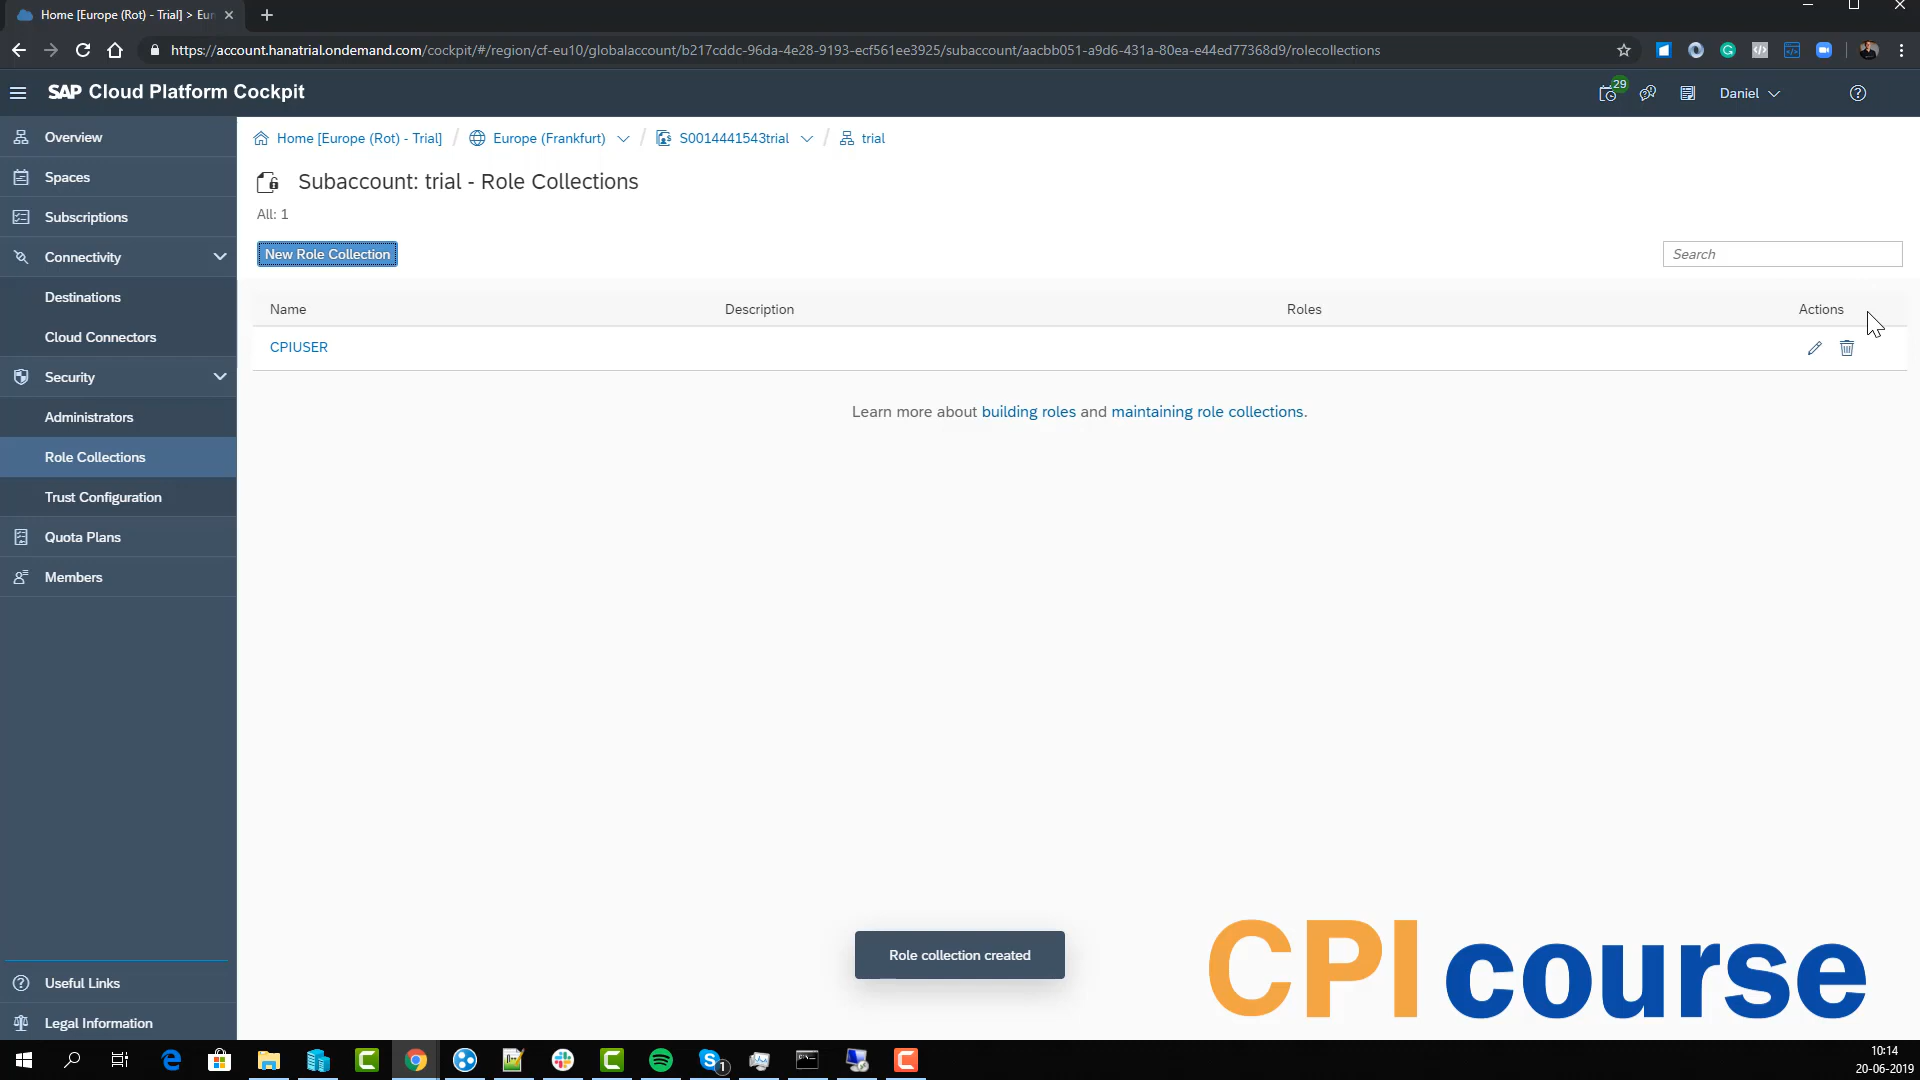 Home [Europe (Rot) - Trial] > Eur
https://account.hanatrial.ondemand.com/cockpit/#/region/cf-eu10/globalaccount/b217cddc-96da-4e28-9193-ecf561ee3925/subaccount/aacbb051-a9d6-431a-80ea-e44ed77368d9/rolecollections
SAP Cloud Platform Cockpit
29
Daniel
Overview
Spaces
Subscriptions
Connectivity
Destinations
Cloud Connectors
Security
Administrators
Role Collections
Trust Configuration
Quota Plans
Members
Useful Links
Legal Information
Home [Europe (Rot) - Trial] / Europe (Frankfurt) / S0014441543trial / trial
Subaccount: trial - Role Collections
All: 1
New Role Collection
Search
Name Description Roles Actions
CPIUSER
Learn more about building roles and maintaining role collections.
Role collection created
CPI course
1
10:14
20-06-2019